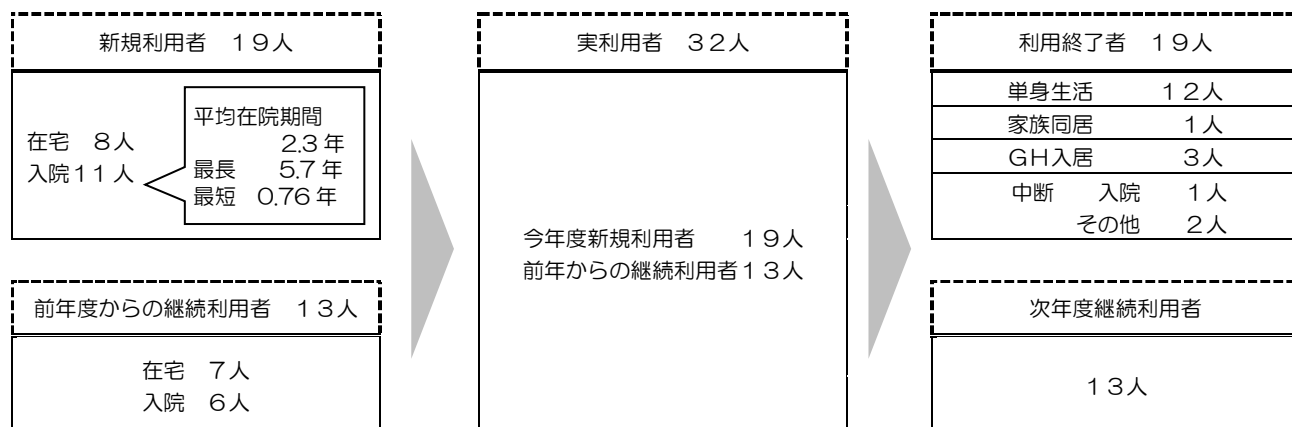 新規利用者　１９人
在宅　８人
入院１１人
平均在院期間
2.3 年
最長　5.7 年
最短　0.76 年
前年度からの継続利用者　１３人
在宅　７人
入院　６人
実利用者　３２人
今年度新規利用者　１９人
前年からの継続利用者１３人
利用終了者　１９人
単身生活　１２人
家族同居　１人
ＧＨ入居　３人
中断　入院　１人
その他　２人
次年度継続利用者
１３人